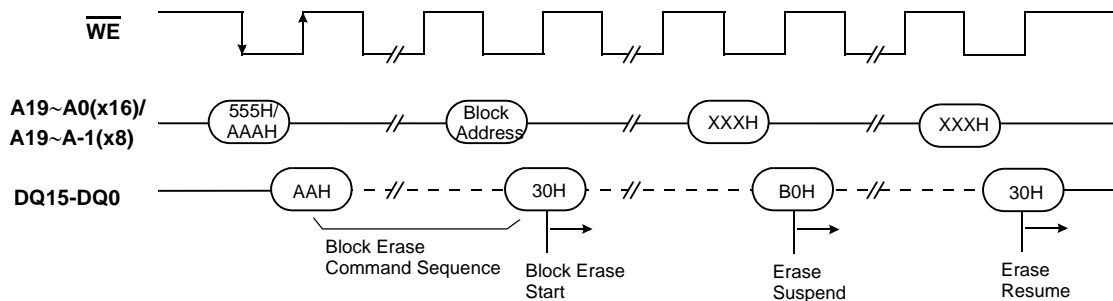 WE
A19~A0(x16)/
A19~A-1(x8)
555H/
AAAH
Block
Address
XXXH
XXXH
DQ15-DQ0
AAH
30H
B0H
30H
Block Erase
Command Sequence
Block Erase
Start
Erase
Suspend
Erase
Resume